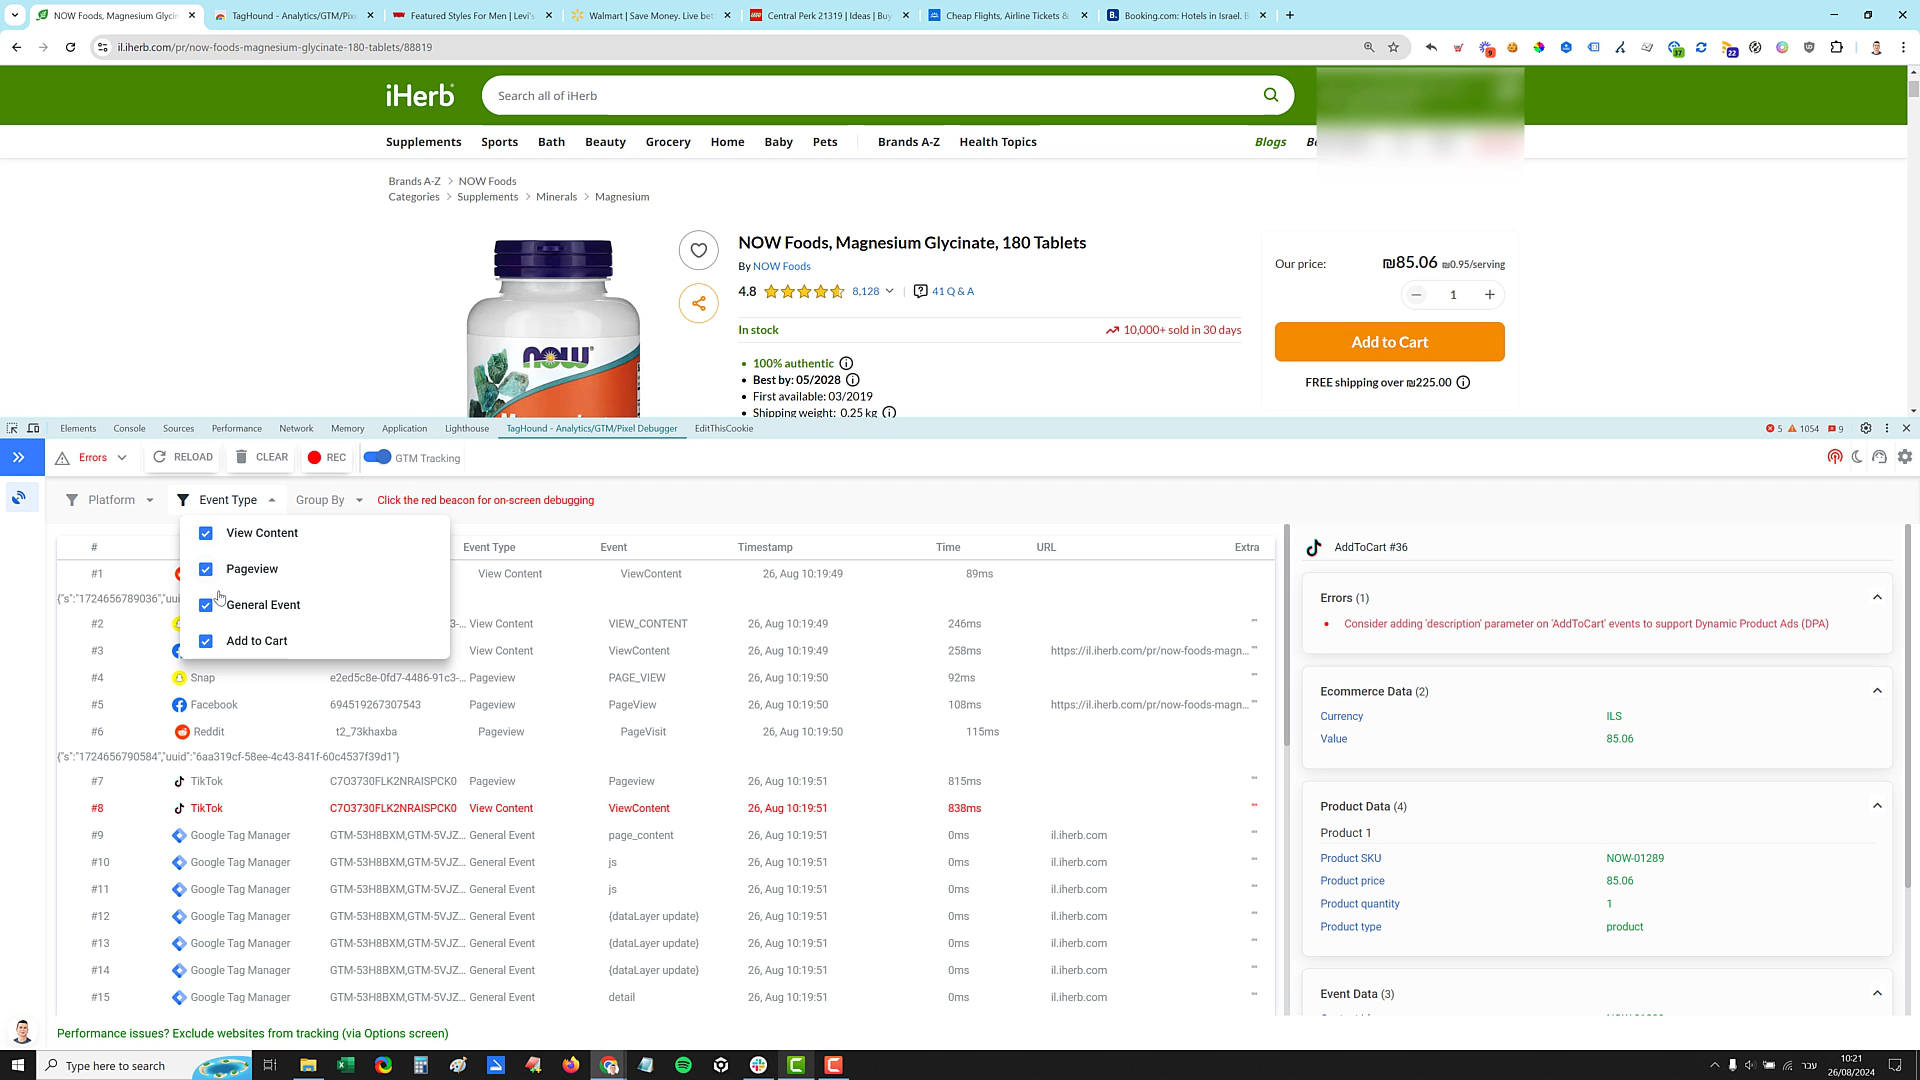 NOW Foods, Magnesium Glycin
TagHound - Analytics/GTM/Pix
Featured Styles For Men | Levi's
Walmart | Save Money. Live be
Central Perk 21319 | Ideas | Buy
Cheap Flights, Airline Tickets &
Booking.com: Hotels in Israel. B
il.iherb.com/pr/now-foods-magnesium-glycinate-180-tablets/88819
9
37
22
iHerb
Search all of iHerb
Supplements Sports Bath Beauty Grocery Home Baby Pets Brands A-Z Health Topics Blogs
Brands A-Z > NOW Foods
Categories > Supplements > Minerals > Magnesium
NOW Foods, Magnesium Glycinate, 180 Tablets
By NOW Foods
4.8 8,128 | 41 Q & A
In stock 10,000+ sold in 30 days
100% authentic
Best by: 05/2028
First available: 03/2019
Shipping weight: 0.25 kg
NOW
Our price: ₪85.06 ₪0.95/serving
1
Add to Cart
FREE shipping over ₪225.00
Elements Console Sources Performance Network Memory Application Lighthouse TagHound - Analytics/GTM/Pixel Debugger EditThisCookie 5 1054 9
Errors RELOAD CLEAR REC GTM Tracking
Platform Event Type Group By Click the red beacon for on-screen debugging
View Content
Pageview
General Event
Add to Cart
# Event Type Event Timestamp Time URL Extra
#1 View Content ViewContent 26, Aug 10:19:49 89ms
{"s":"1724656789036","uui
#2 3-... View Content VIEW_CONTENT 26, Aug 10:19:49 246ms ""
#3 View Content ViewContent 26, Aug 10:19:49 258ms https://il.iherb.com/pr/now-foods-magn... ""
#4 Snap e2ed5c8e-0fd7-4486-91c3-... Pageview PAGE_VIEW 26, Aug 10:19:50 92ms ""
#5 Facebook 694519267307543 Pageview PageView 26, Aug 10:19:50 108ms https://il.iherb.com/pr/now-foods-magn... ""
#6 Reddit t2_73khaxba Pageview PageVisit 26, Aug 10:19:50 115ms
{"s":"1724656790584","uuid":"6aa319cf-58ee-4c43-841f-60c4537f39d1"}
#7 TikTok C7O3730FLK2NRAISPCK0 Pageview Pageview 26, Aug 10:19:51 815ms ""
#8 TikTok C7O3730FLK2NRAISPCK0 View Content ViewContent 26, Aug 10:19:51 838ms ""
#9 Google Tag Manager GTM-53H8BXM,GTM-5VJZ... General Event page_content 26, Aug 10:19:51 0ms il.iherb.com ""
#10 Google Tag Manager GTM-53H8BXM,GTM-5VJZ... General Event js 26, Aug 10:19:51 0ms il.iherb.com ""
#11 Google Tag Manager GTM-53H8BXM,GTM-5VJZ... General Event js 26, Aug 10:19:51 0ms il.iherb.com ""
#12 Google Tag Manager GTM-53H8BXM,GTM-5VJZ... General Event {dataLayer update} 26, Aug 10:19:51 0ms il.iherb.com ""
#13 Google Tag Manager GTM-53H8BXM,GTM-5VJZ... General Event {dataLayer update} 26, Aug 10:19:51 0ms il.iherb.com ""
#14 Google Tag Manager GTM-53H8BXM,GTM-5VJZ... General Event {dataLayer update} 26, Aug 10:19:51 0ms il.iherb.com ""
#15 Google Tag Manager GTM-53H8BXM,GTM-5VJZ... General Event detail 26, Aug 10:19:51 0ms il.iherb.com ""
AddToCart #36
Errors (1)
Consider adding 'description' parameter on 'AddToCart' events to support Dynamic Product Ads (DPA)
Ecommerce Data (2)
Currency ILS
Value 85.06
Product Data (4)
Product 1
Product SKU NOW-01289
Product price 85.06
Product quantity 1
Product type product
Event Data (3)
Performance issues? Exclude websites from tracking (via Options screen)
Type here to search
עבר
10:21
26/08/2024